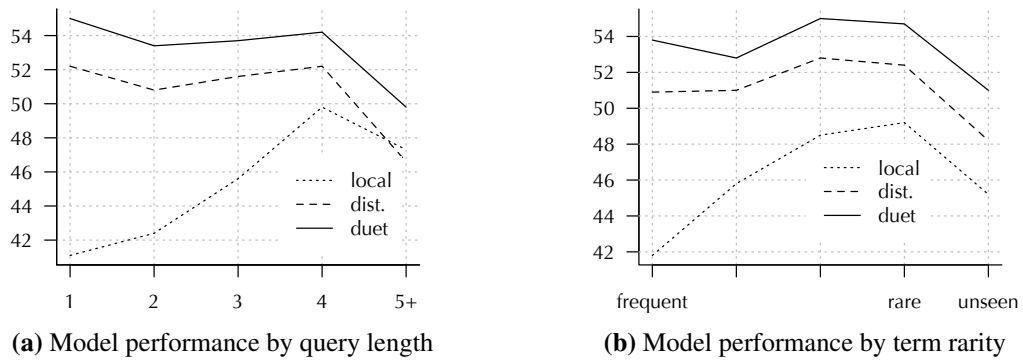 54
52
50
48
46
44
42
local
dist.
duet
1 2 3 4 5+
(a) Model performance by query length
54
52
50
48
46
44
42
local
dist.
duet
frequent rare unseen
(b) Model performance by term rarity